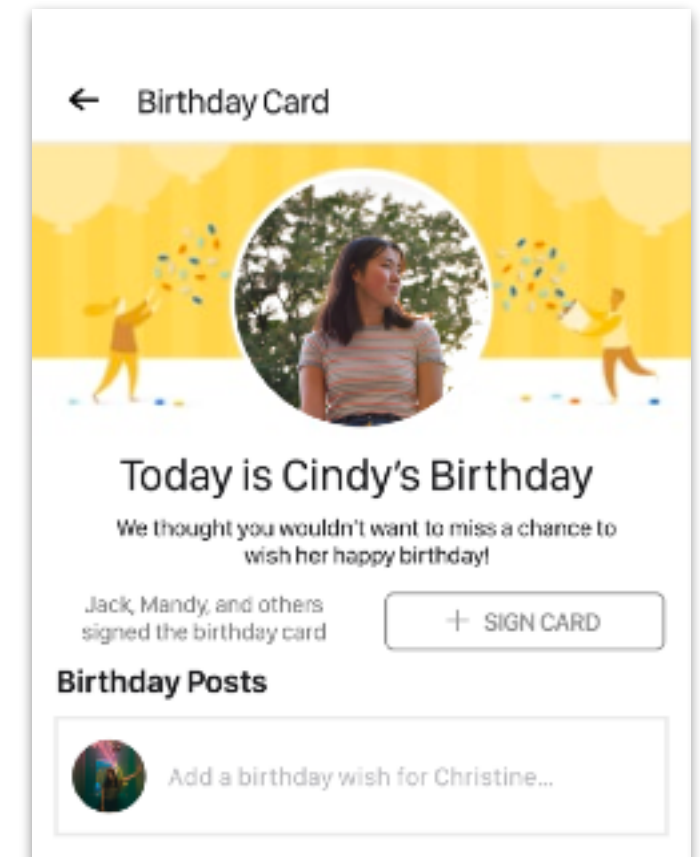 Birthday Card
Today is Cindy's Birthday
We thought you wouldn't want to miss a chance to
wish her happy birthday!
Jack, Mandy, and others
signed the birthday card
+ SIGN CARD
Birthday Posts
Add a birthday wish for Christine...